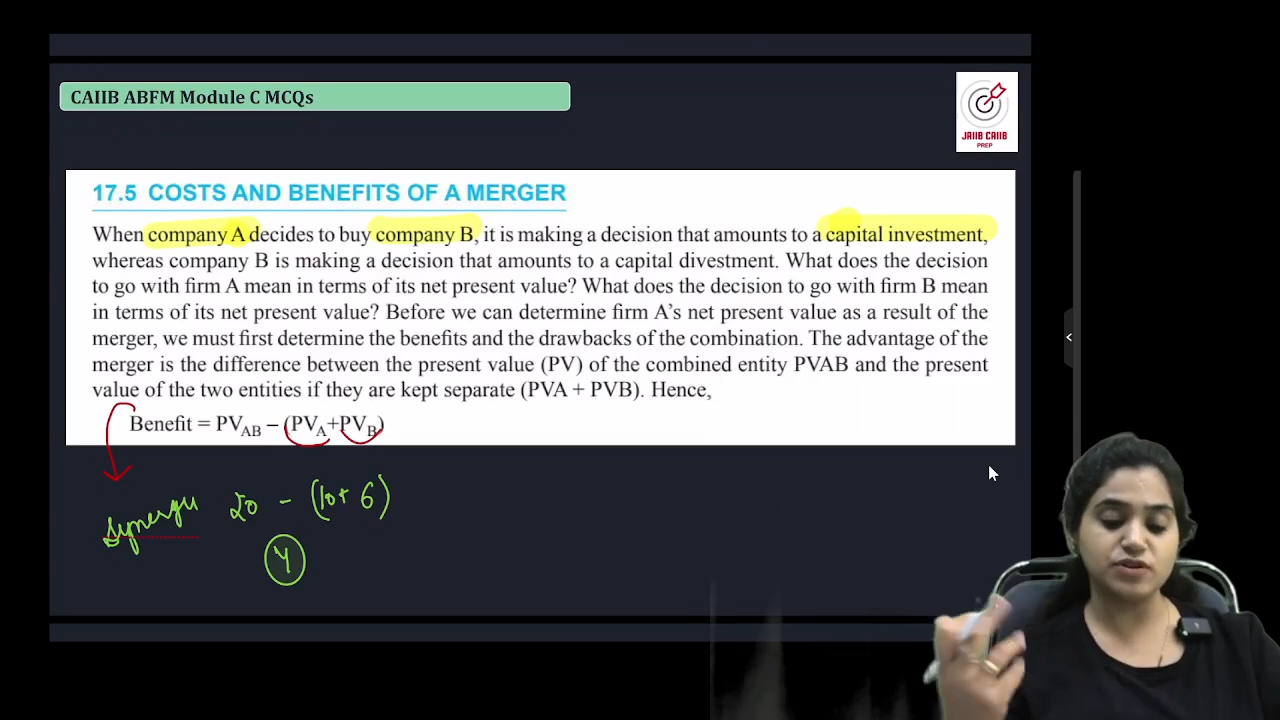 CAIIB ABFM Module C MCQs
JAIIB CAIIB
PREP
17.5 COSTS AND BENEFITS OF A MERGER
When company A decides to buy company B, it is making a decision that amounts to a capital investment,
whereas company B is making a decision that amounts to a capital divestment. What does the decision
to go with firm A mean in terms of its net present value? What does the decision to go with firm B mean
in terms of its net present value? Before we can determine firm A's net present value as a result of the
merger, we must first determine the benefits and the drawbacks of the combination. The advantage of the
merger is the difference between the present value (PV) of the combined entity PVAB and the present
value of the two entities if they are kept separate (PVA + PVB). Hence,
Benefit = PVAB – (PVA+PVB)
Synergy 20 - (10+ 6)
4